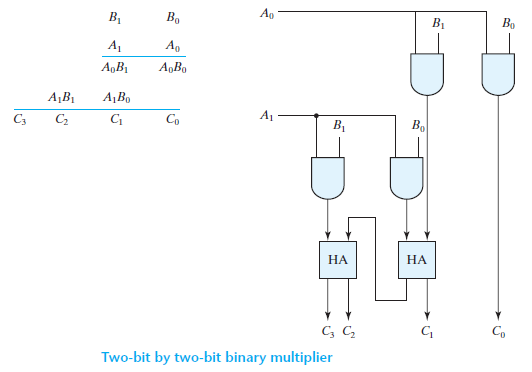 B₁ B₀
A₁ A₀
A₀B₁ A₀B₀
A₁B₁ A₁B₀
C₃ C₂ C₁ C₀
A₀
B₁ B₀
A₁
B₁ B₀
HA HA
C₃ C₂ C₁ C₀
Two-bit by two-bit binary multiplier